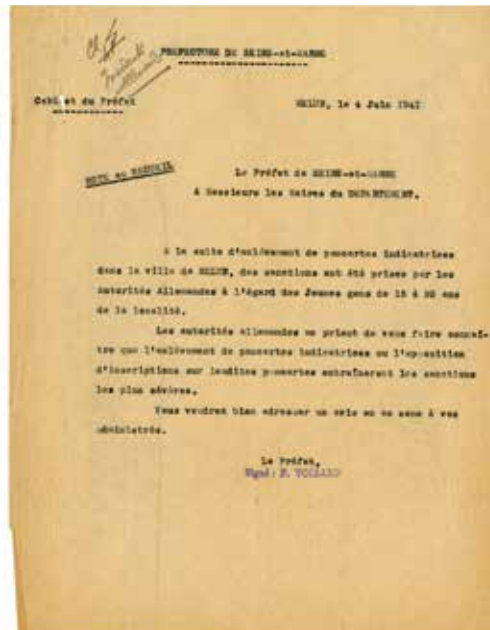 PREFECTURE DE SEINE-et-MARNE
Cabinet du Préfet
MELUN, le 4 Juin 1941
NOTE au RECUEIL
Le Préfet de SEINE-et-MARNE
A Messieurs les Maires du DEPARTEMENT.
A la suite d'enlèvement de pancartes indicatrices
dans la ville de MELUN, des sanctions ont été prises par les
Autorités Allemandes à l'égard des Jeunes gens de
de la localité.
Les autorités allemandes me prient de vous faire connaî-
tre que l'enlèvement de pancartes indicatrices ou l'apposition
d'inscriptions sur lesdites pancartes entraîneront les sanctions
les plus sévères.
Vous voudrez bien adresser un avis en ce sens à vos
administrés.
Le Préfet,
Signé: F. VOIZARD